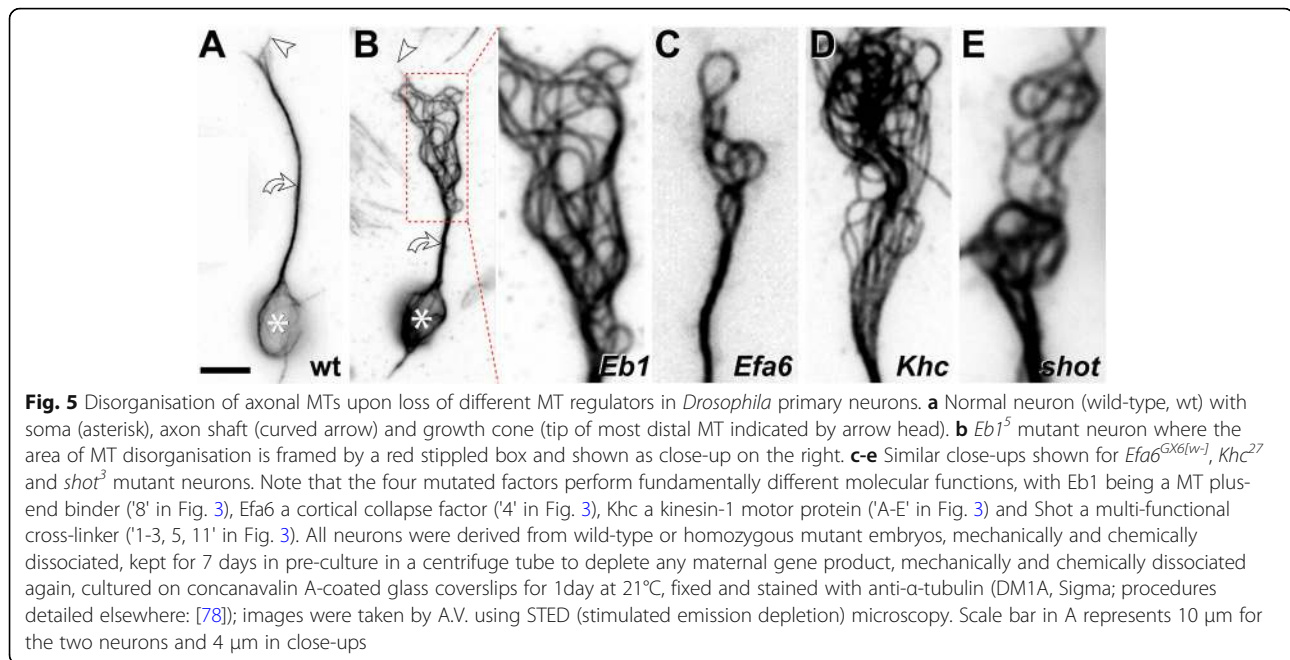 A B C D E
wt Eb1 Efa6 Khc shot
Fig. 5 Disorganisation of axonal MTs upon loss of different MT regulators in Drosophila primary neurons. a Normal neuron (wild-type, wt) with
soma (asterisk), axon shaft (curved arrow) and growth cone (tip of most distal MT indicated by arrow head). b Eb1⁵ mutant neuron where the
area of MT disorganisation is framed by a red stippled box and shown as close-up on the right. c-e Similar close-ups shown for Efa6^GX6[w-], Khc²⁷
and shot³ mutant neurons. Note that the four mutated factors perform fundamentally different molecular functions, with Eb1 being a MT plus-
end binder ('8' in Fig. 3), Efa6 a cortical collapse factor ('4' in Fig. 3), Khc a kinesin-1 motor protein ('A-E' in Fig. 3) and Shot a multi-functional
cross-linker ('1-3, 5, 11' in Fig. 3). All neurons were derived from wild-type or homozygous mutant embryos, mechanically and chemically
dissociated, kept for 7 days in pre-culture in a centrifuge tube to deplete any maternal gene product, mechanically and chemically dissociated
again, cultured on concanavalin A-coated glass coverslips for 1day at 21°C, fixed and stained with anti-α-tubulin (DM1A, Sigma; procedures
detailed elsewhere: [78]); images were taken by A.V. using STED (stimulated emission depletion) microscopy. Scale bar in A represents 10 μm for
the two neurons and 4 μm in close-ups